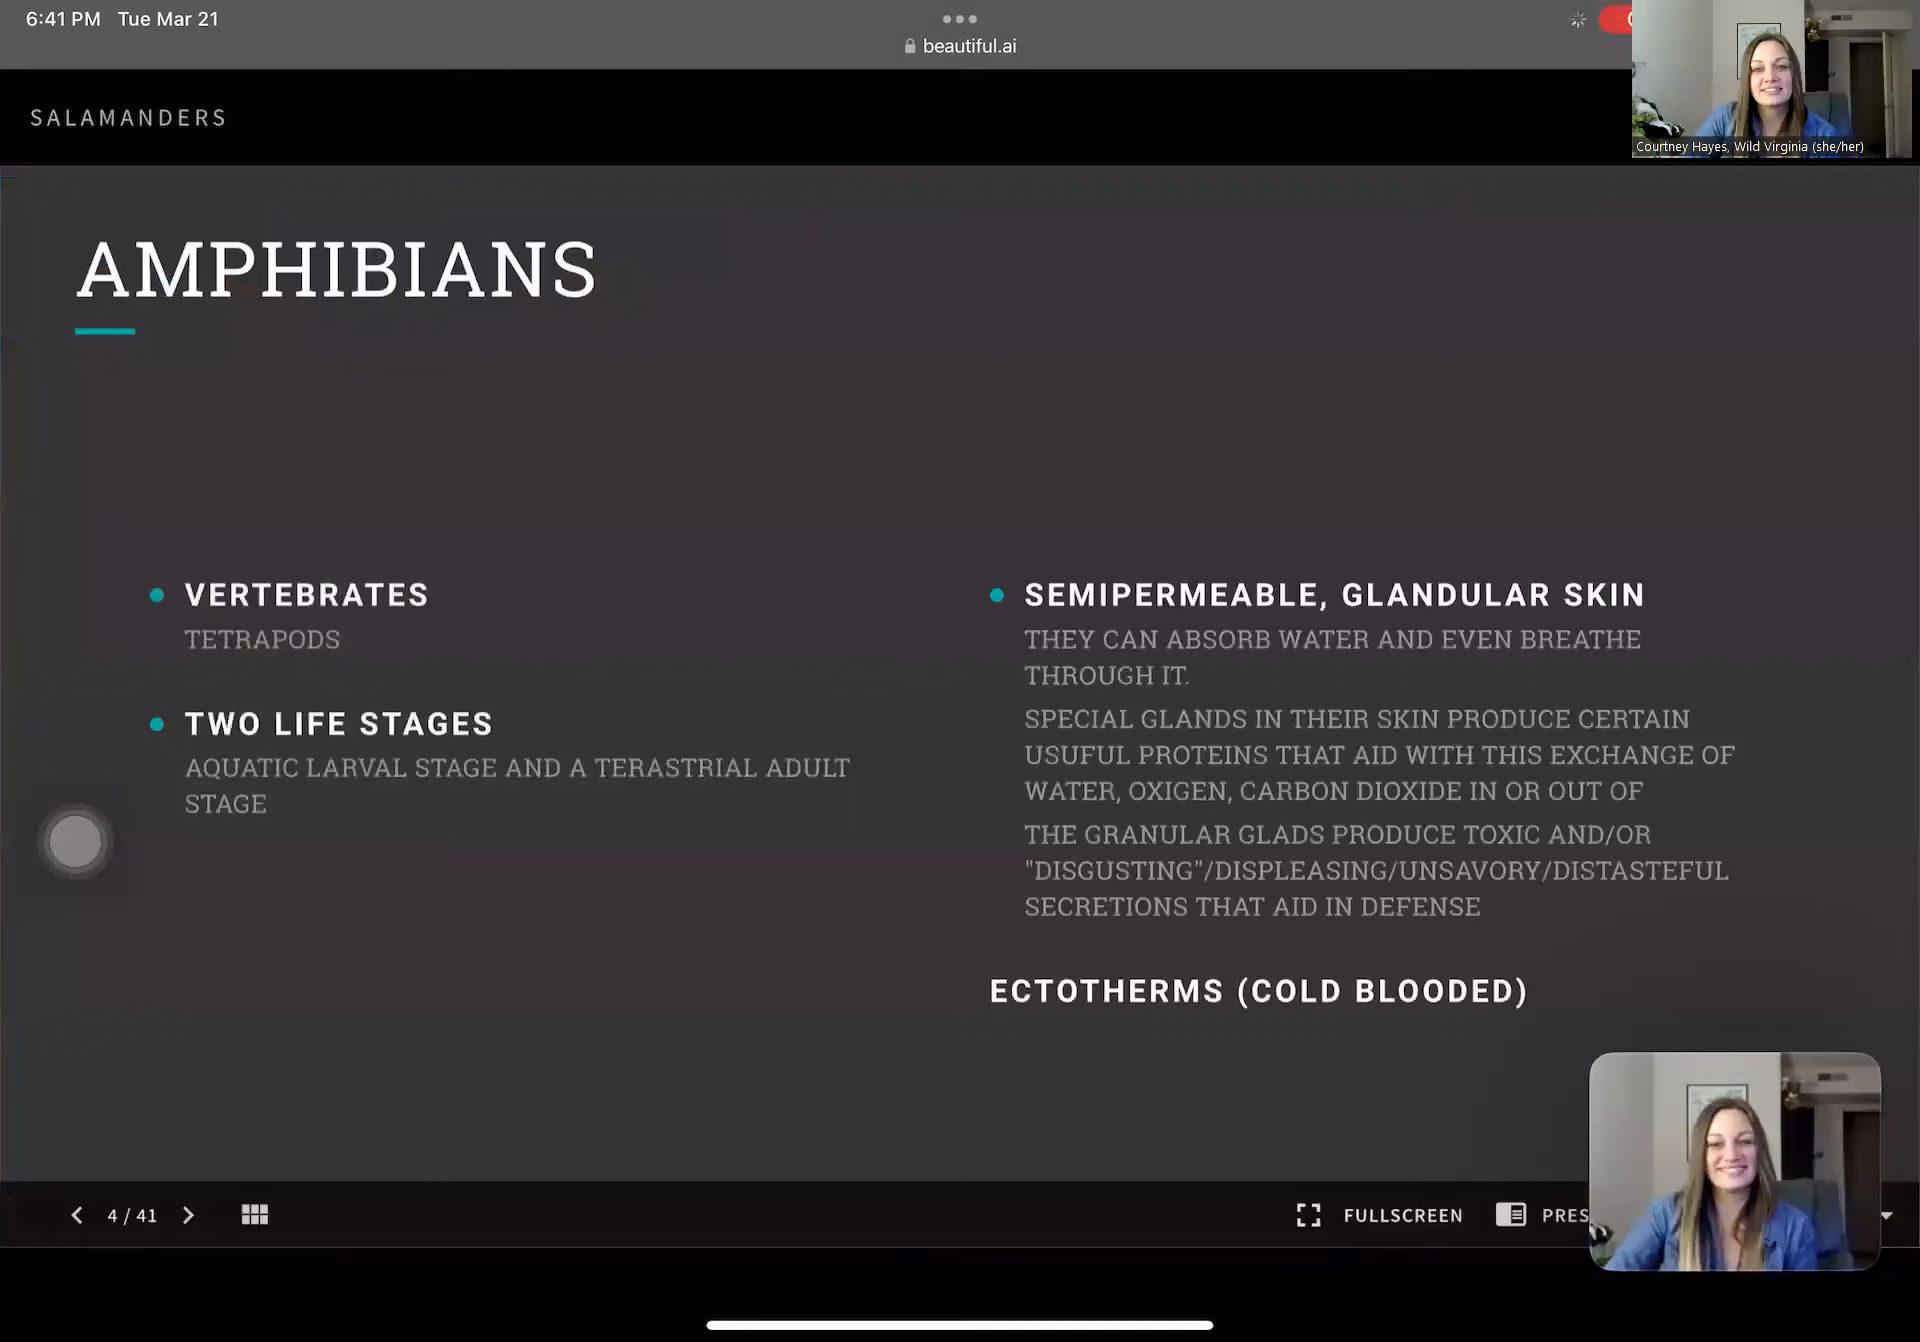 6:41 PM Tue Mar 21
beautiful.ai
SALAMANDERS
Courtney Hayes, Wild Virginia (she/her)
AMPHIBIANS
VERTEBRATES
TETRAPODS
TWO LIFE STAGES
AQUATIC LARVAL STAGE AND A TERASTRIAL ADULT
STAGE
SEMIPERMEABLE, GLANDULAR SKIN
THEY CAN ABSORB WATER AND EVEN BREATHE
THROUGH IT.
SPECIAL GLANDS IN THEIR SKIN PRODUCE CERTAIN
USUFUL PROTEINS THAT AID WITH THIS EXCHANGE OF
WATER, OXIGEN, CARBON DIOXIDE IN OR OUT OF
THE GRANULAR GLADS PRODUCE TOXIC AND/OR
"DISGUSTING"/DISPLEASING/UNSAVORY/DISTASTEFUL
SECRETIONS THAT AID IN DEFENSE
ECTOTHERMS (COLD BLOODED)
4 / 41
FULLSCREEN
PRES